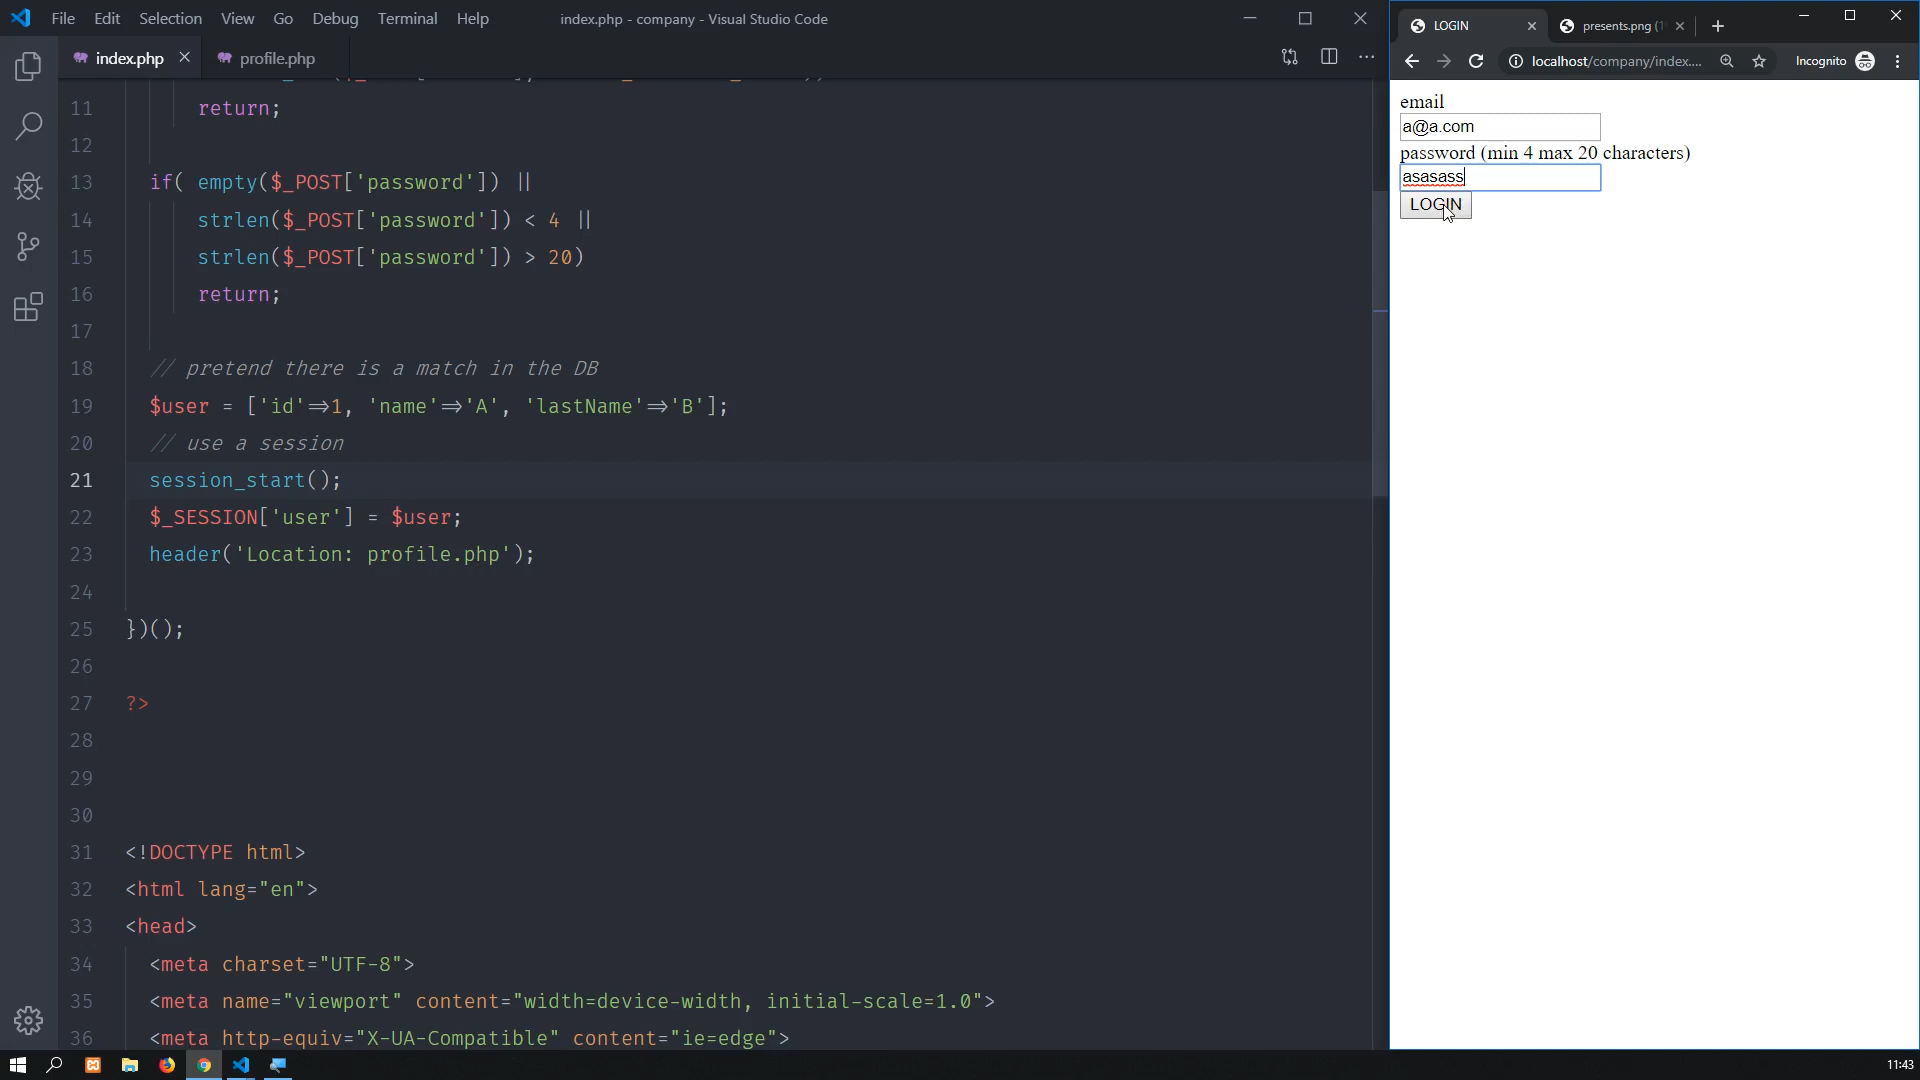 File Edit Selection View Go Debug Terminal Help
index.php - company - Visual Studio Code
index.php
profile.php
11 return;
12
13 if( empty($_POST['password']) ||
14 strlen($_POST['password']) < 4 ||
15 strlen($_POST['password']) > 20)
16 return;
17
18 // pretend there is a match in the DB
19 $user = ['id'=>1, 'name'=>'A', 'lastName'=>'B'];
20 // use a session
21 session_start();
22 $_SESSION['user'] = $user;
23 header('Location: profile.php');
24
25 })();
26
27 ?>
28
29
30
31 <!DOCTYPE html>
32 <html lang="en">
33 <head>
34 <meta charset="UTF-8">
35 <meta name="viewport" content="width=device-width, initial-scale=1.0">
36 <meta http-equiv="X-UA-Compatible" content="ie=edge">
LOGIN
presents.png (1
localhost/company/index....
Incognito
email
a@a.com
password (min 4 max 20 characters)
asasass
LOGIN
11:43